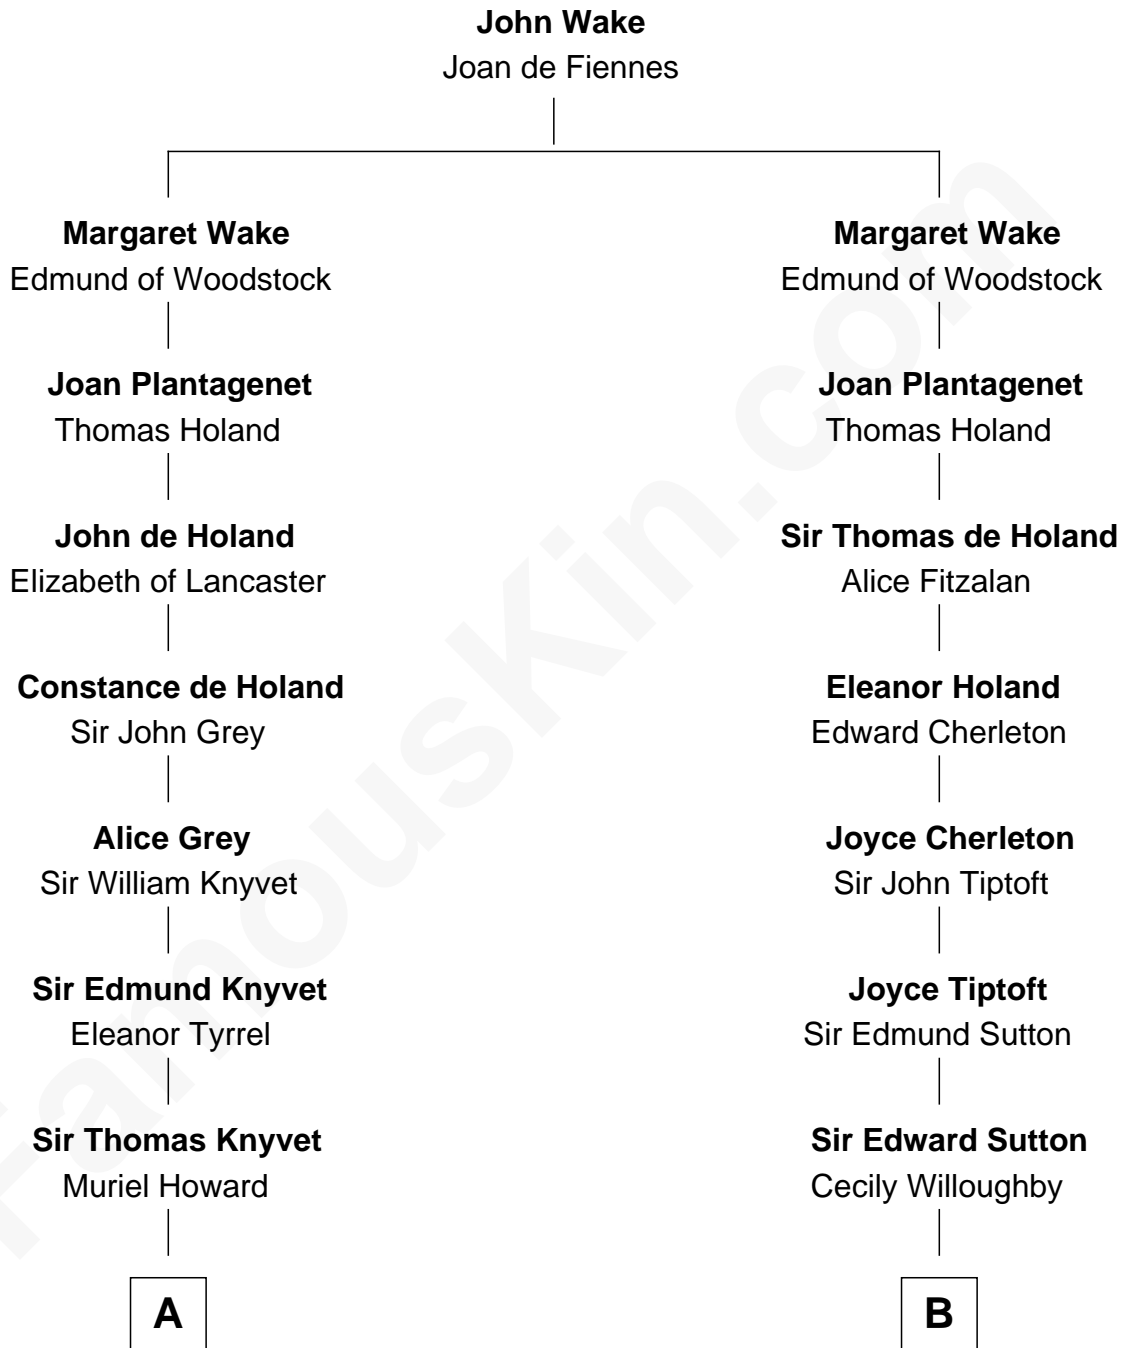 John Wake
Joan de Fiennes
Margaret Wake
Edmund of Woodstock
Joan Plantagenet
Thomas Holand
John de Holand
Elizabeth of Lancaster
Constance de Holand
Sir John Grey
Alice Grey
Sir William Knyvet
Sir Edmund Knyvet
Eleanor Tyrrel
Sir Thomas Knyvet
Muriel Howard
A
Margaret Wake
Edmund of Woodstock
Joan Plantagenet
Thomas Holand
Sir Thomas de Holand
Alice Fitzalan
Eleanor Holand
Edward Cherleton
Joyce Cherleton
Sir John Tiptoft
Joyce Tiptoft
Sir Edmund Sutton
Sir Edward Sutton
Cecily Willoughby
B
FamousKin.com